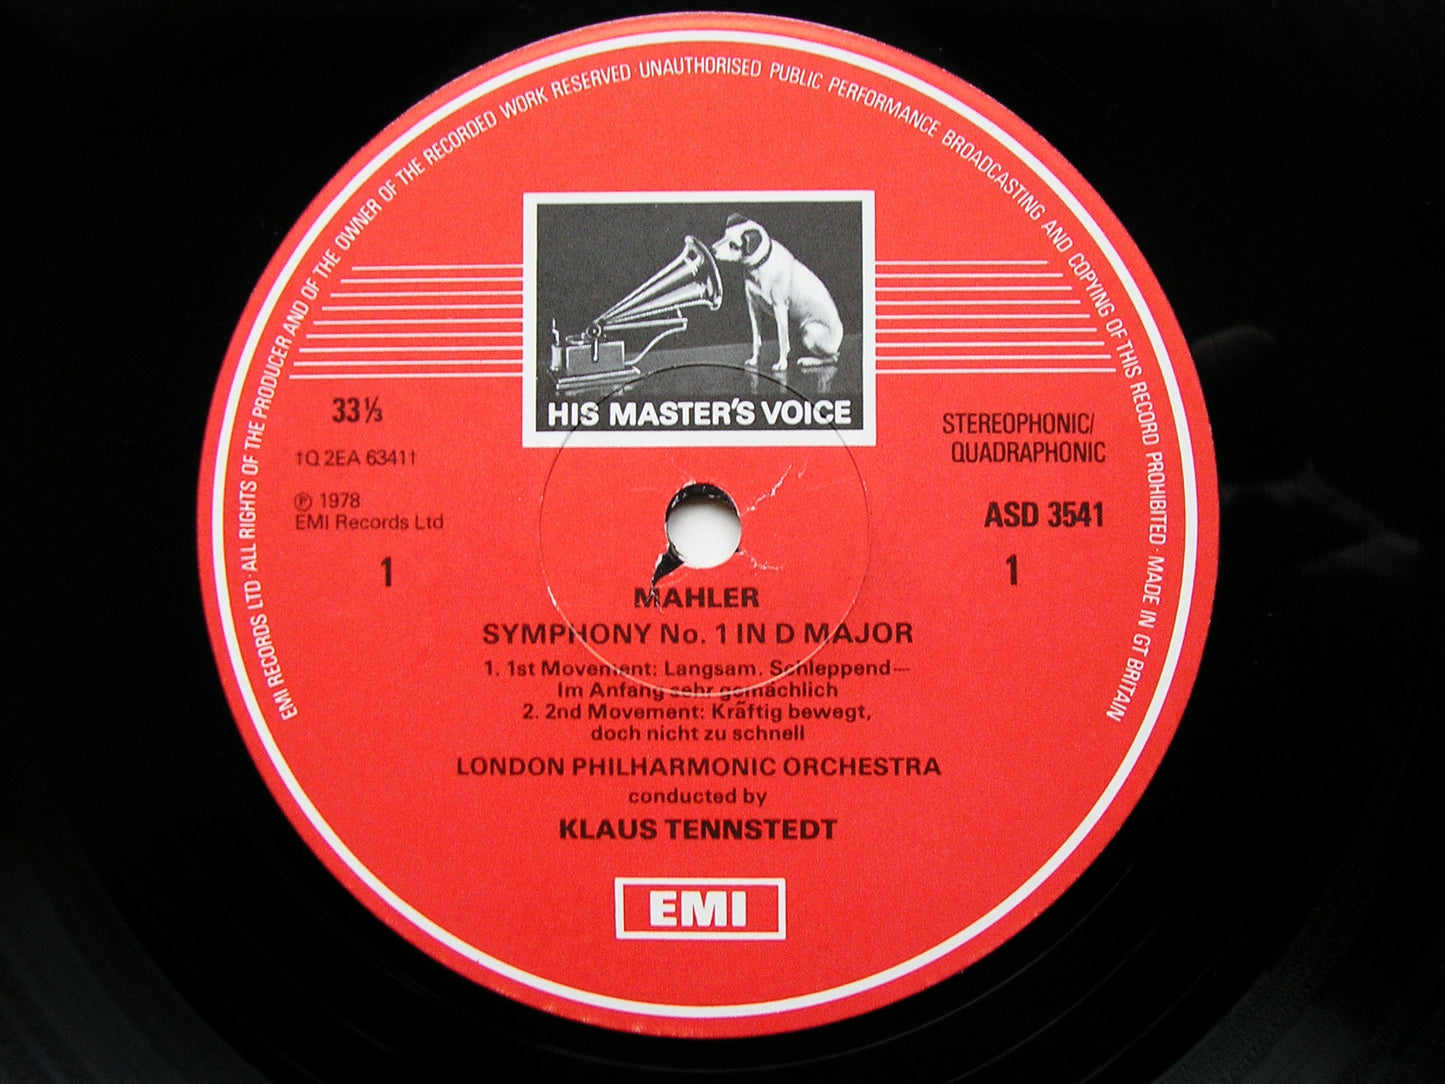 EMI RECORDS LTD · ALL RIGHTS OF THE PRODUCER AND OF THE OWNER OF THE RECORDED WORK RESERVED · UNAUTHORISED PUBLIC PERFORMANCE BROADCASTING AND COPYING OF THIS RECORD PROHIBITED · MADE IN GT BRITAIN
HIS MASTER'S VOICE
33⅓
STEREOPHONIC/
QUADRAPHONIC
†Q 2EA 6341†
℗ 1978
EMI Records Ltd
ASD 3541
1
1
MAHLER
SYMPHONY No. 1 IN D MAJOR
1. 1st Movement: Langsam. Schleppend—
Im Anfang sehr gemächlich
2. 2nd Movement: Kräftig bewegt,
doch nicht zu schnell
LONDON PHILHARMONIC ORCHESTRA
conducted by
KLAUS TENNSTEDT
EMI